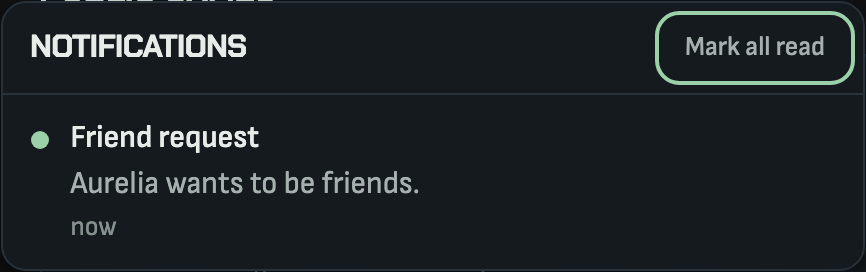 NOTIFICATIONS
Mark all read
Friend request
Aurelia wants to be friends.
now